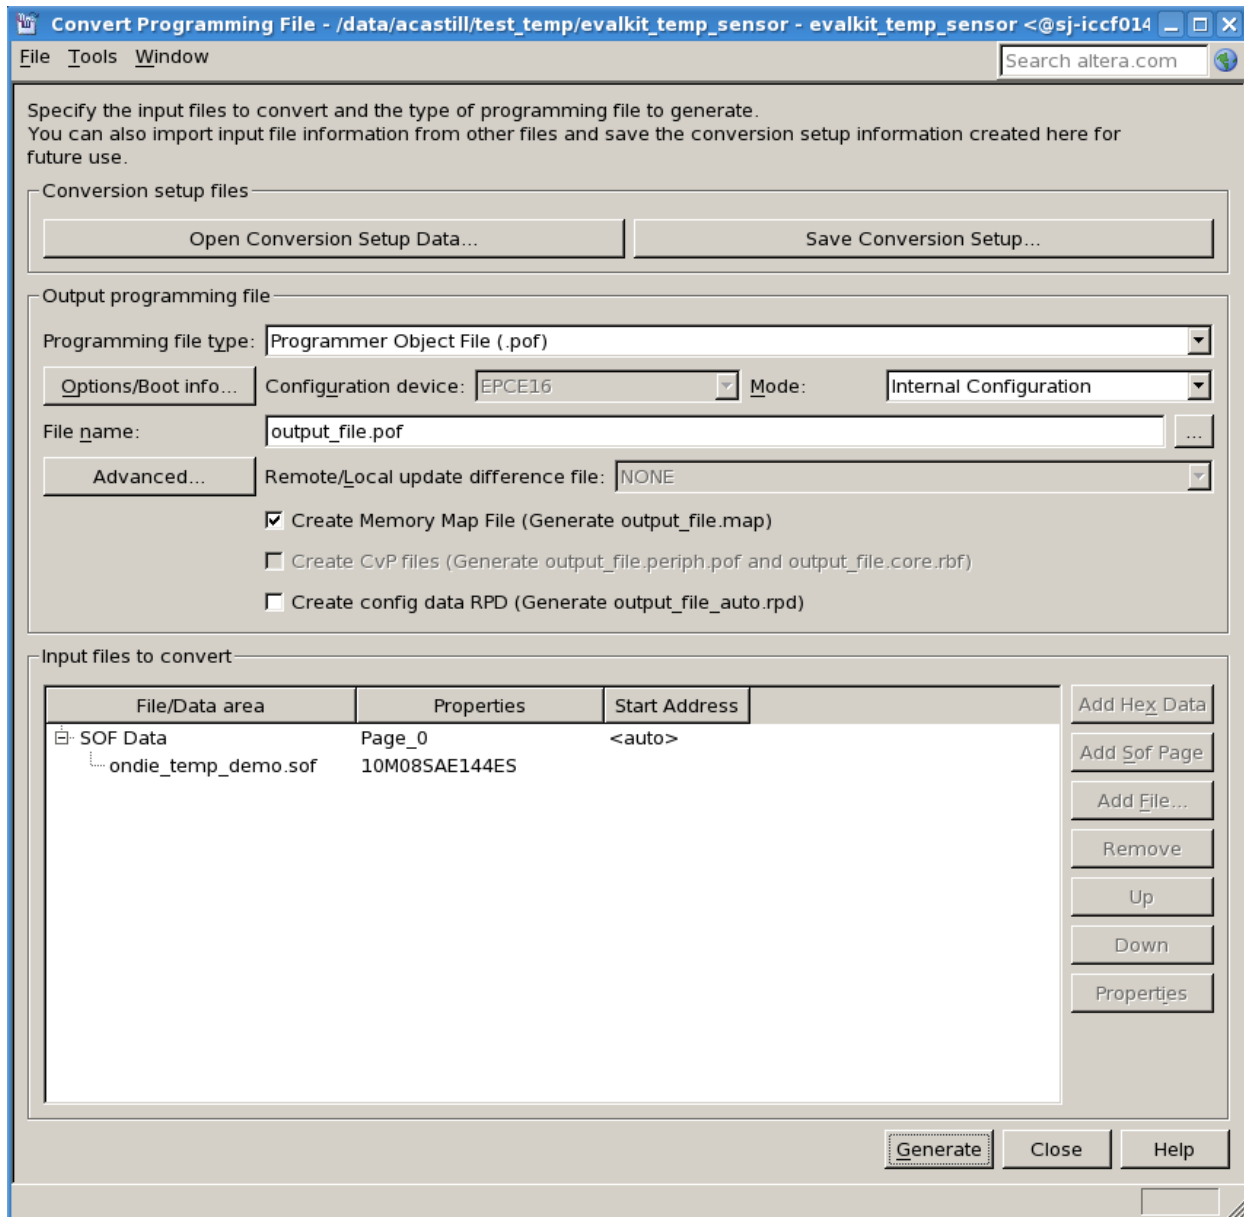 Convert Programming File - /data/acastill/test_temp/evalkit_temp_sensor - evalkit_temp_sensor <@sj-iccf014
File Tools Window
Search altera.com
Specify the input files to convert and the type of programming file to generate.
You can also import input file information from other files and save the conversion setup information created here for
future use.
Conversion setup files
Open Conversion Setup Data...
Save Conversion Setup...
Output programming file
Programming file type: Programmer Object File (.pof)
Options/Boot info... Configuration device: EPCE16 Mode: Internal Configuration
File name: output_file.pof ...
Advanced... Remote/Local update difference file: NONE
Create Memory Map File (Generate output_file.map)
Create CvP files (Generate output_file.periph.pof and output_file.core.rbf)
Create config data RPD (Generate output_file_auto.rpd)
Input files to convert
File/Data area Properties Start Address
SOF Data Page_0 <auto>
ondie_temp_demo.sof 10M08SAE144ES
Add Hex Data
Add Sof Page
Add File...
Remove
Up
Down
Properties
Generate Close Help